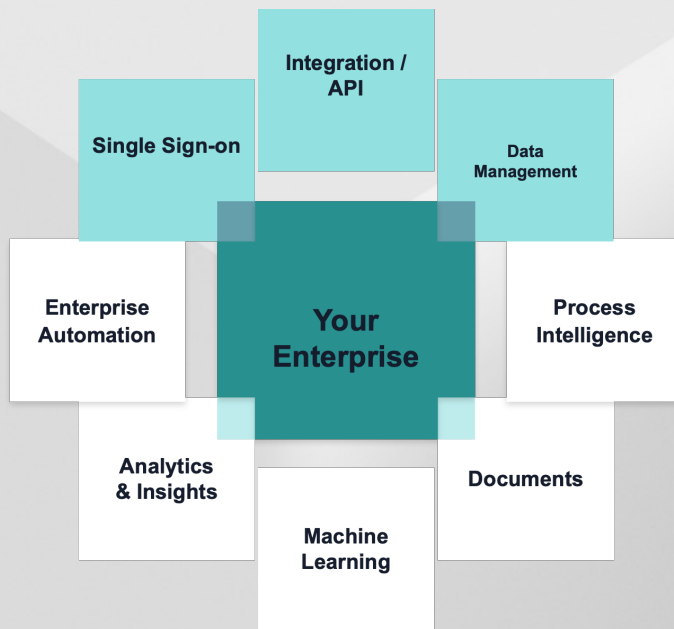 Integration /
API
Single Sign-on
Data
Management
Enterprise
Automation
Your
Enterprise
Process
Intelligence
Analytics
& Insights
Documents
Machine
Learning